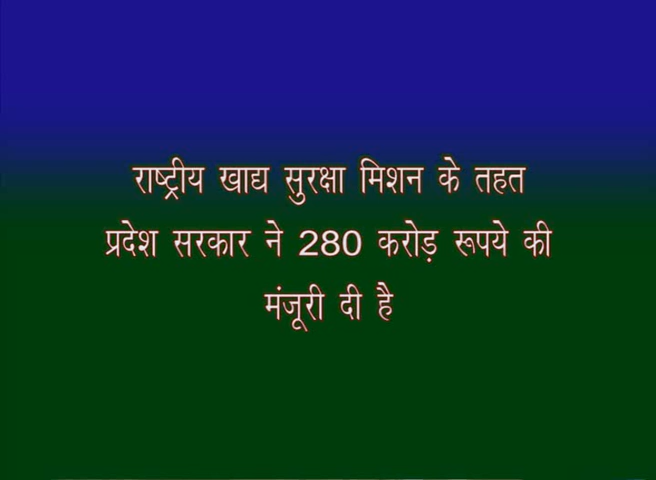 राष्ट्रीय खाद्य सुरक्षा मिशन के तहत
प्रदेश सरकार ने 280 करोड़ रूपये की
मंजूरी दी है